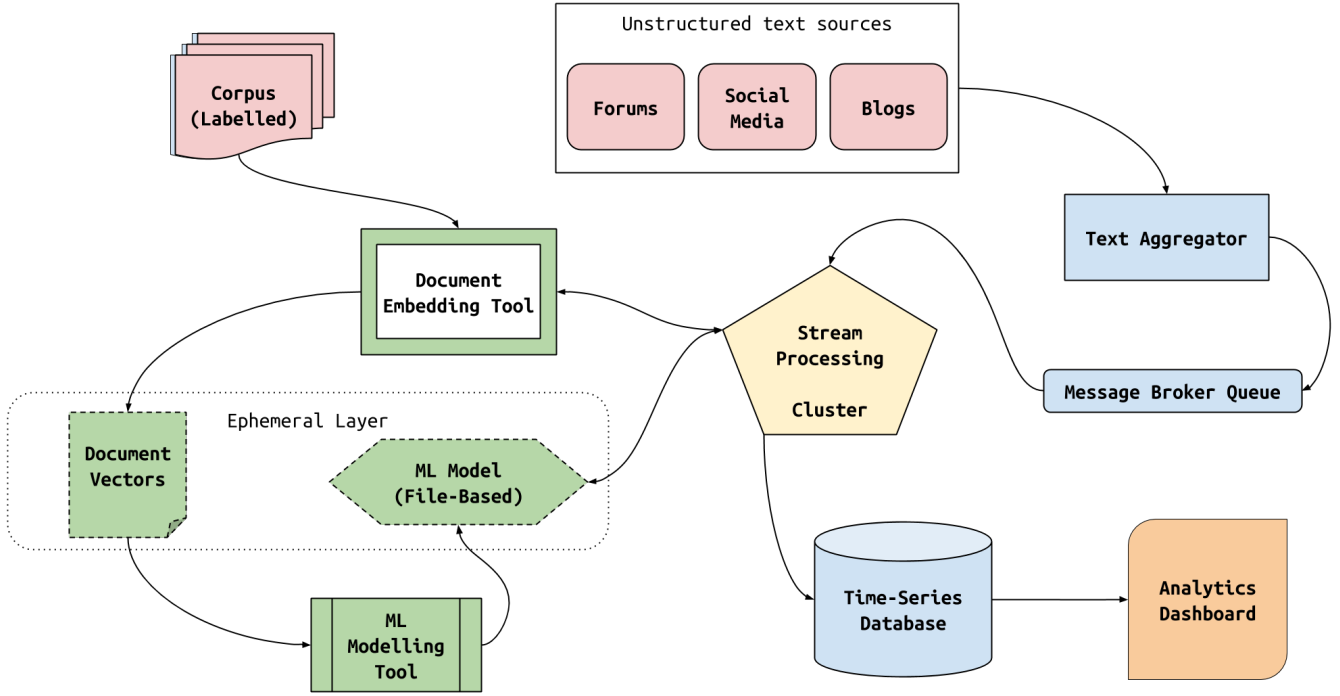 Unstructured text sources
Corpus
(Labelled)
Forums
Social
Media
Blogs
Text Aggregator
Document
Embedding Tool
Stream
Processing
Cluster
Message Broker Queue
Ephemeral Layer
Document
Vectors
ML Model
(File-Based)
Time-Series
Database
Analytics
Dashboard
ML
Modelling
Tool